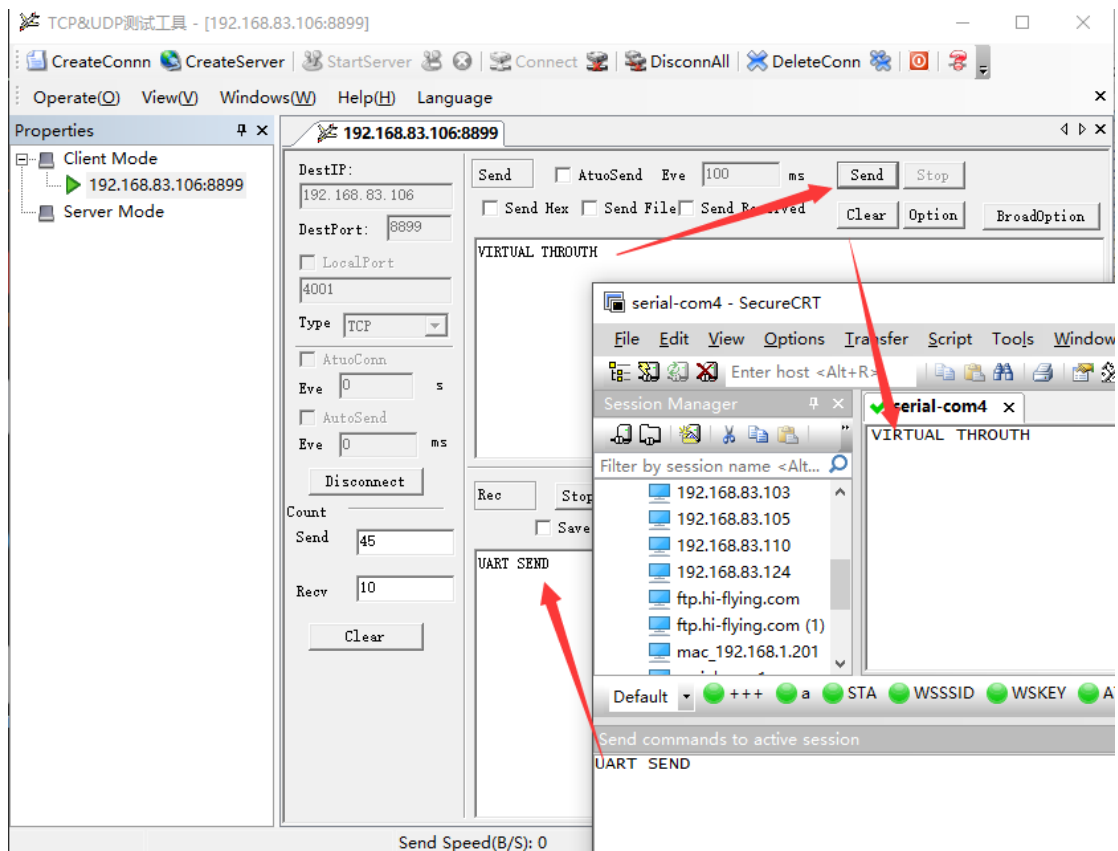 TCP&UDP测试工具 - [192.168.83.106:8899]
CreateConnn CreateServer StartServer Connect DisconnAll DeleteConn
Operate(O) View(V) Windows(W) Help(H) Language
Properties
192.168.83.106:8899
Client Mode
192.168.83.106:8899
Server Mode
DestIP:
192.168.83.106
DestPort: 8899
LocalPort
4001
Type TCP
AtuoConn
Eve 0 s
AutoSend
Eve 0 ms
Disconnect
Count
Send 45
Recv 10
Clear
Send AtuoSend Eve 100 ms Send Stop
Send Hex Send File Send Received Clear Option BroadOption
VIRTUAL THROUTH
Rec Stop
Save
UART SEND
Send Speed(B/S): 0
serial-com4 - SecureCRT
File Edit View Options Transfer Script Tools Window
Enter host <Alt+R>
Session Manager
serial-com4
VIRTUAL THROUTH
Filter by session name <Alt...
192.168.83.103
192.168.83.105
192.168.83.110
192.168.83.124
ftp.hi-flying.com
ftp.hi-flying.com (1)
mac_192.168.1.201
Default +++ a STA WSSSID WSKEY
Send commands to active session
UART SEND